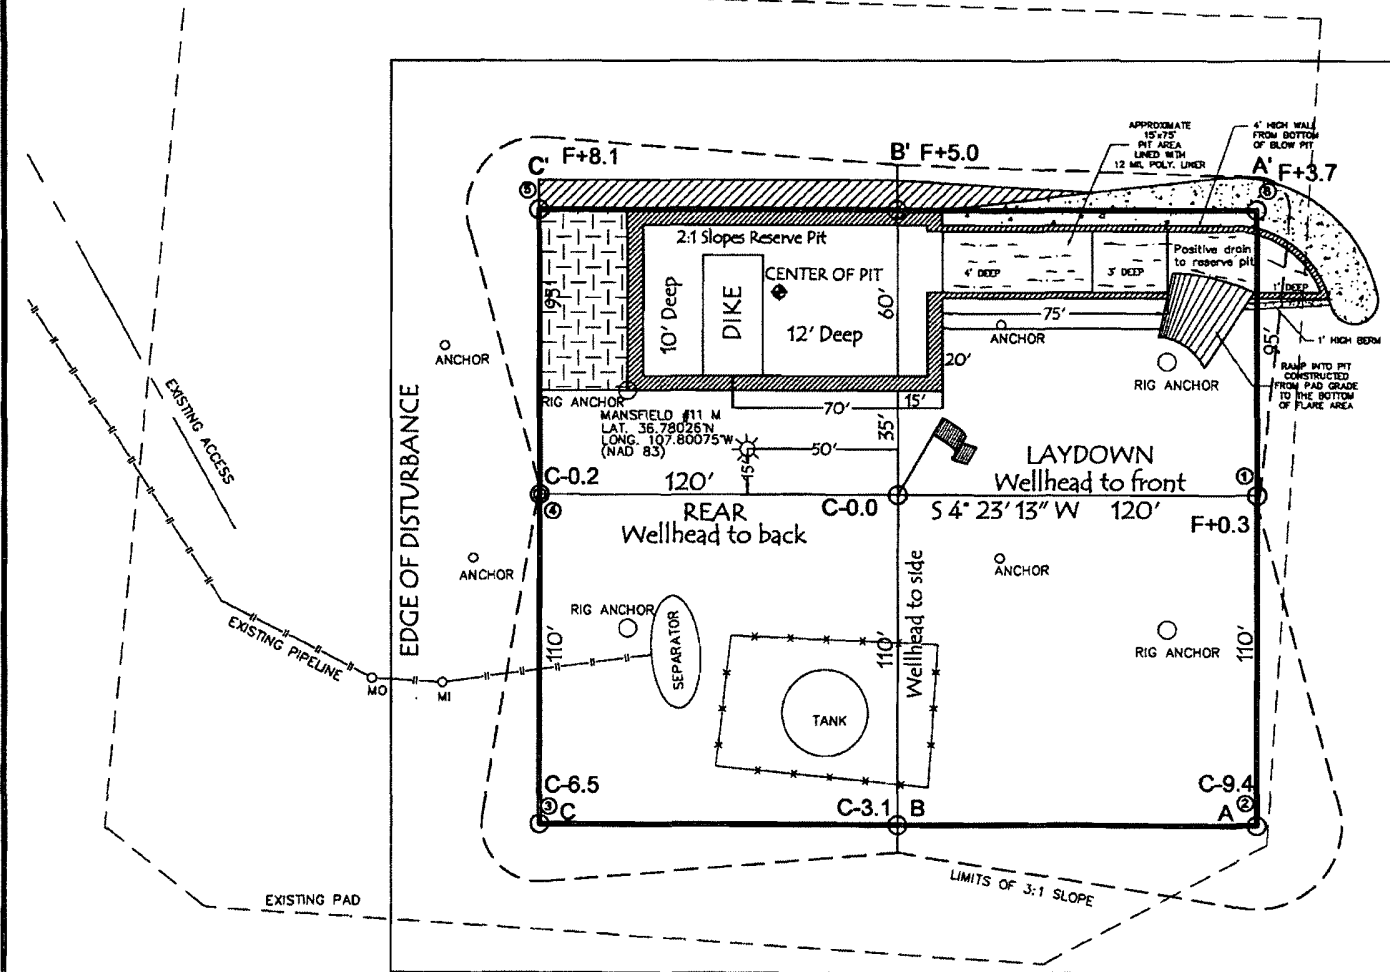 APPROXIMATE
15'x75'
PIT AREA
LINED WITH
12 MIL POLY. LINER
4' HIGH WALL
FROM BOTTOM
OF BLOW PIT
C'
F+8.1
B' F+5.0
A'
F+3.7
5
6
2:1 Slopes Reserve Pit
Positive drain
to reserve pit
CENTER OF PIT
4' DEEP
3' DEEP
1' DEEP
95'
10' Deep
DIKE
12' Deep
60'
75'
20'
95'
1' HIGH BERM
ANCHOR
ANCHOR
RIG ANCHOR
RAMP INTO PIT
CONSTRUCTED
FROM PAD GRADE
TO THE BOTTOM
OF FLARE AREA
EXISTING ACCESS
EDGE OF DISTURBANCE
RIG ANCHOR
70'
15'
MANSFIELD #11 M
LAT. 36.78026°N
LONG. 107.80075°W
(NAD 83)
35'
50'
15'
LAYDOWN
Wellhead to front
C-0.2
120'
C-0.0
S 4° 23' 13" W 120'
1
4
REAR
Wellhead to back
F+0.3
ANCHOR
ANCHOR
Wellhead to side
RIG ANCHOR
SEPARATOR
EXISTING PIPELINE
110'
110'
110'
RIG ANCHOR
MO
MI
TANK
C-6.5
3
C
C-3.1
B
C-9.4
2
A
LIMITS OF 3:1 SLOPE
EXISTING PAD